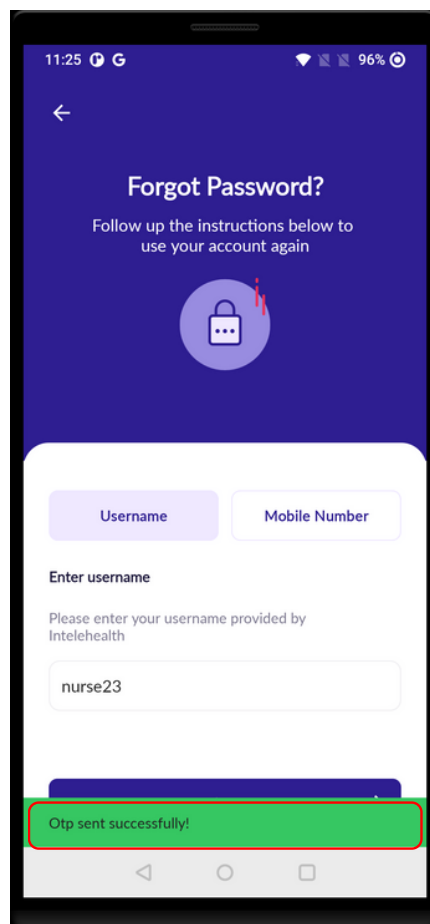 11:25 G 96%
Forgot Password?
Follow up the instructions below to
use your account again
Username Mobile Number
Enter username
Please enter your username provided by
Intelehealth
nurse23
Otp sent successfully!